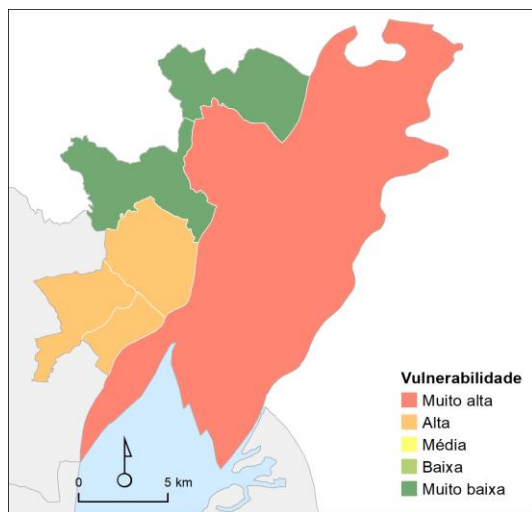 Vulnerabilidade
Muito alta
Alta
Média
Baixa
Muito baixa
0 5 km